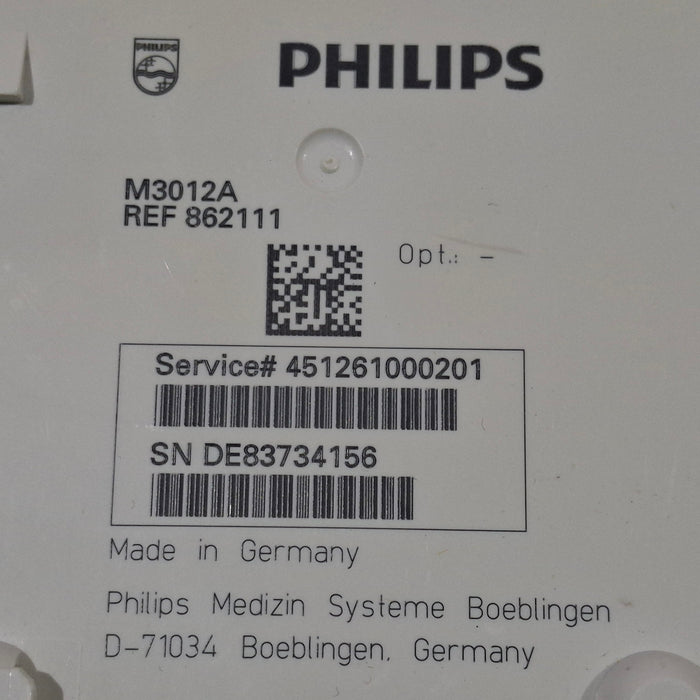 PHILIPS
PHILIPS
M3012A
REF 862111
Opt.: -
Service# 451261000201
SN DE83734156
Made in Germany
Philips Medizin Systeme Boeblingen
D-71034 Boeblingen, Germany